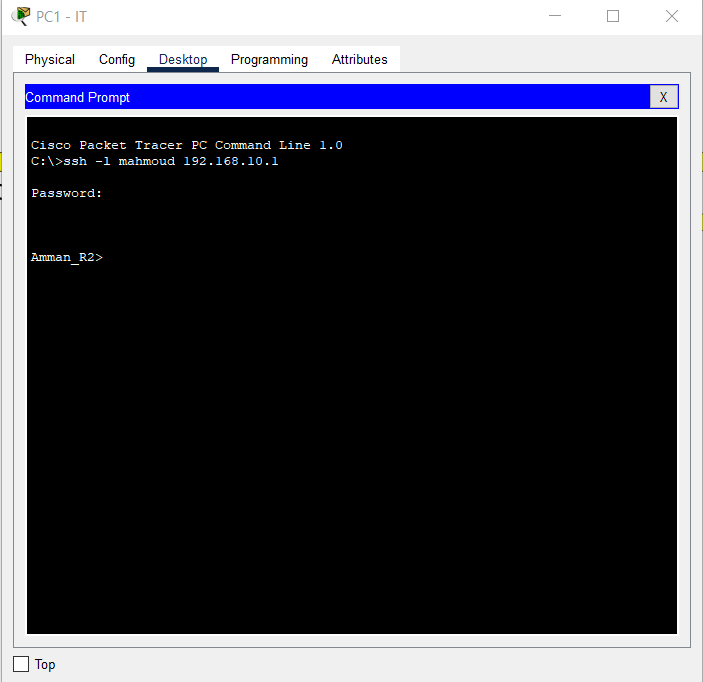 PC1 - IT
Physical Config Desktop Programming Attributes
Command Prompt
X
Cisco Packet Tracer PC Command Line 1.0
C:\>ssh -l mahmoud 192.168.10.1
Password:
Amman_R2>
Top